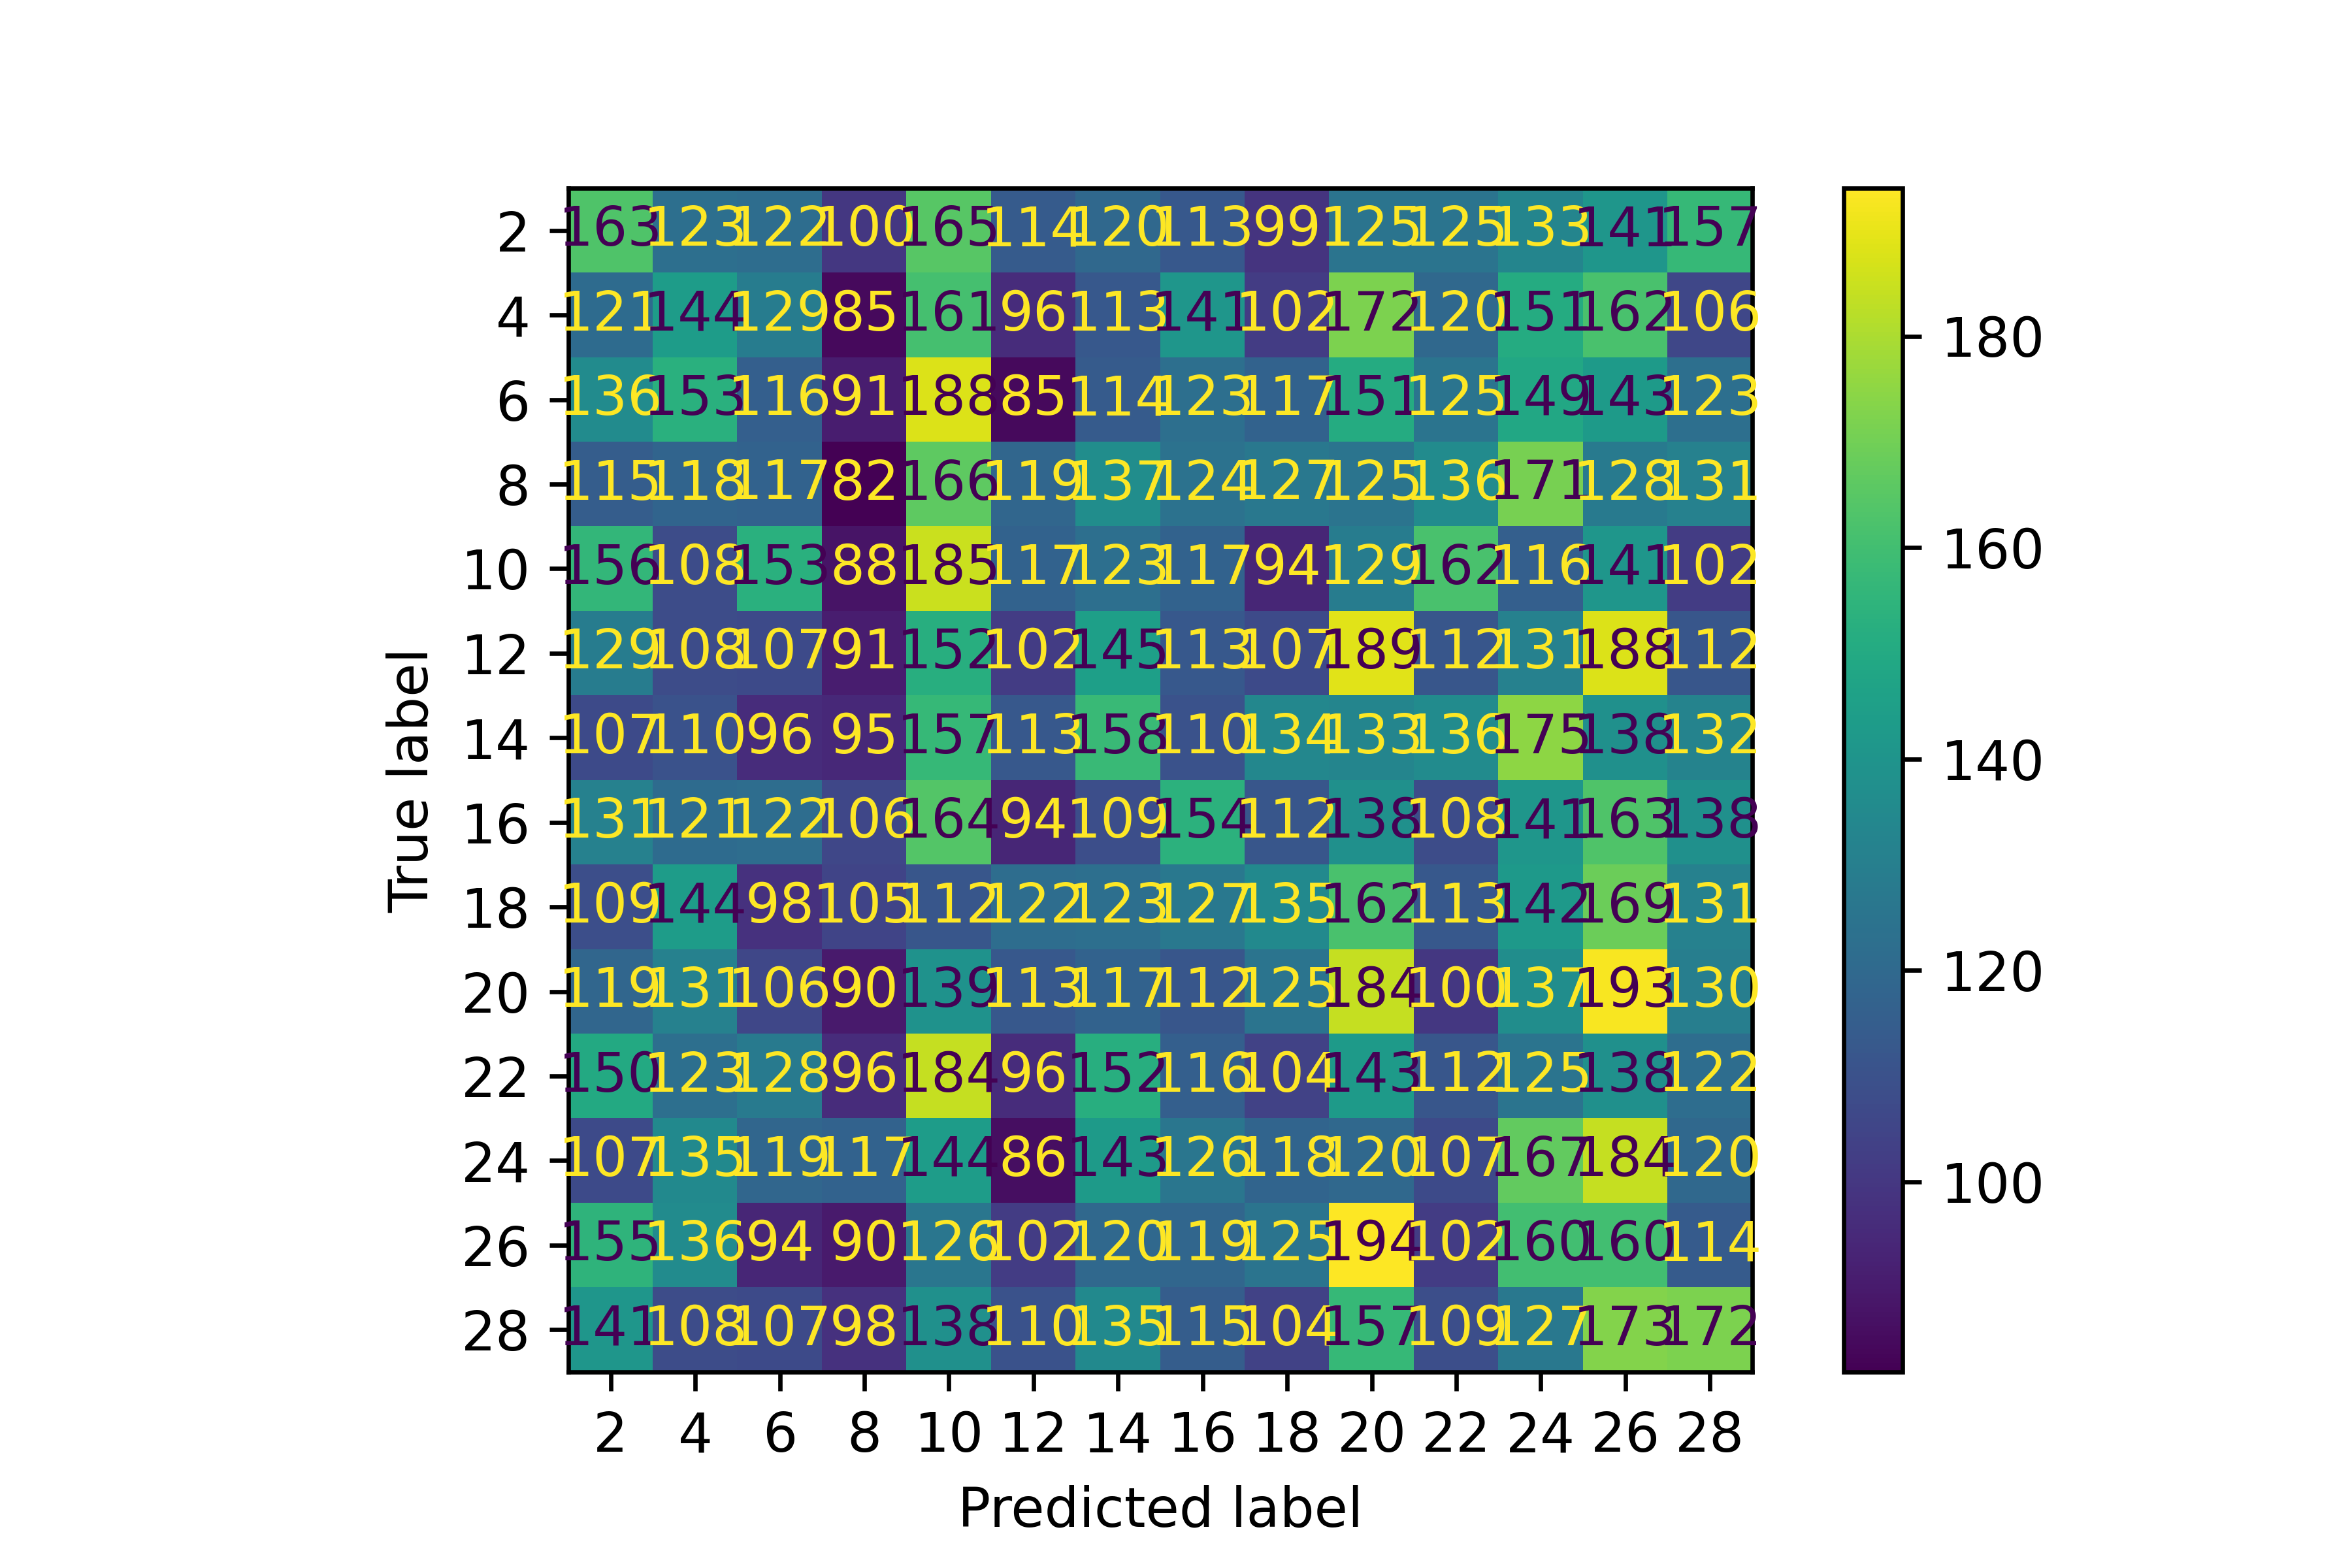 2 163 123 122 100 165 114 120 113 99 125 125 133 141 157
4 121 144 129 85 161 96 113 141 102 172 120 151 162 106 180
6 136 153 116 91 188 85 114 123 117 151 125 149 143 123
8 115 118 117 82 166 119 137 124 127 125 136 171 128 131
10 156 108 153 88 185 117 123 117 94 129 162 116 141 102 160
12 129 108 107 91 152 102 145 113 107 189 112 131 188 112
14 107 110 96 95 157 113 158 110 134 133 136 175 138 132 140
16 131 121 122 106 164 94 109 154 112 138 108 141 163 138
18 109 144 98 105 112 122 123 127 135 162 113 142 169 131
20 119 131 106 90 139 113 117 112 125 184 100 137 193 130 120
22 150 123 128 96 184 96 152 116 104 143 112 125 138 122
24 107 135 119 117 144 86 143 126 118 120 107 167 184 120 100
26 155 136 94 90 126 102 120 119 125 194 102 160 160 114
28 141 108 107 98 138 110 135 115 104 157 109 127 173 172
True label
2 4 6 8 10 12 14 16 18 20 22 24 26 28
Predicted label